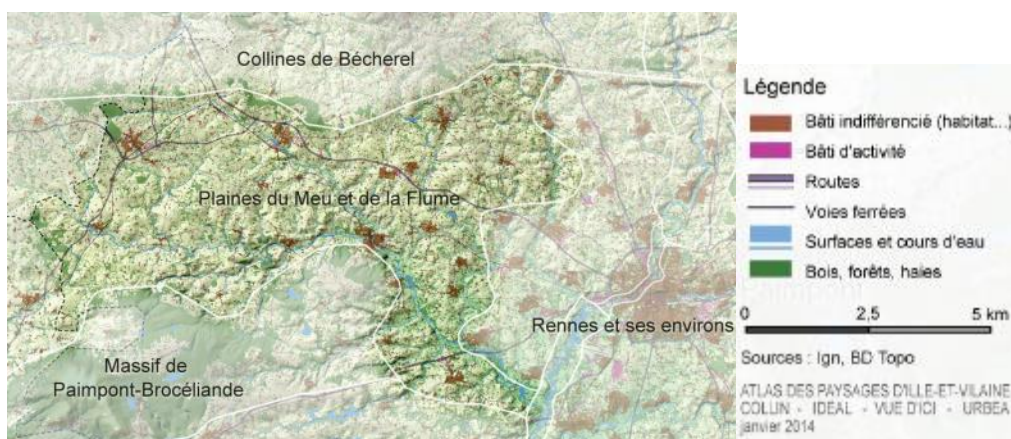 Collines de Bécherel
Plaines du Meu et de la Flume
Rennes et ses environs
Massif de
Paimpont-Brocéliande
Légende
Bâti indifférencié (habitat...)
Bâti d'activité
Routes
Voies ferrées
Surfaces et cours d'eau
Bois, forêts, haies
0 2,5 5 km
Sources : Ign, BD Topo
ATLAS DES PAYSAGES D'ILLE-ET-VILAINE
COLLIN - IDEAL - VUE D'ICI - URBEA
janvier 2014